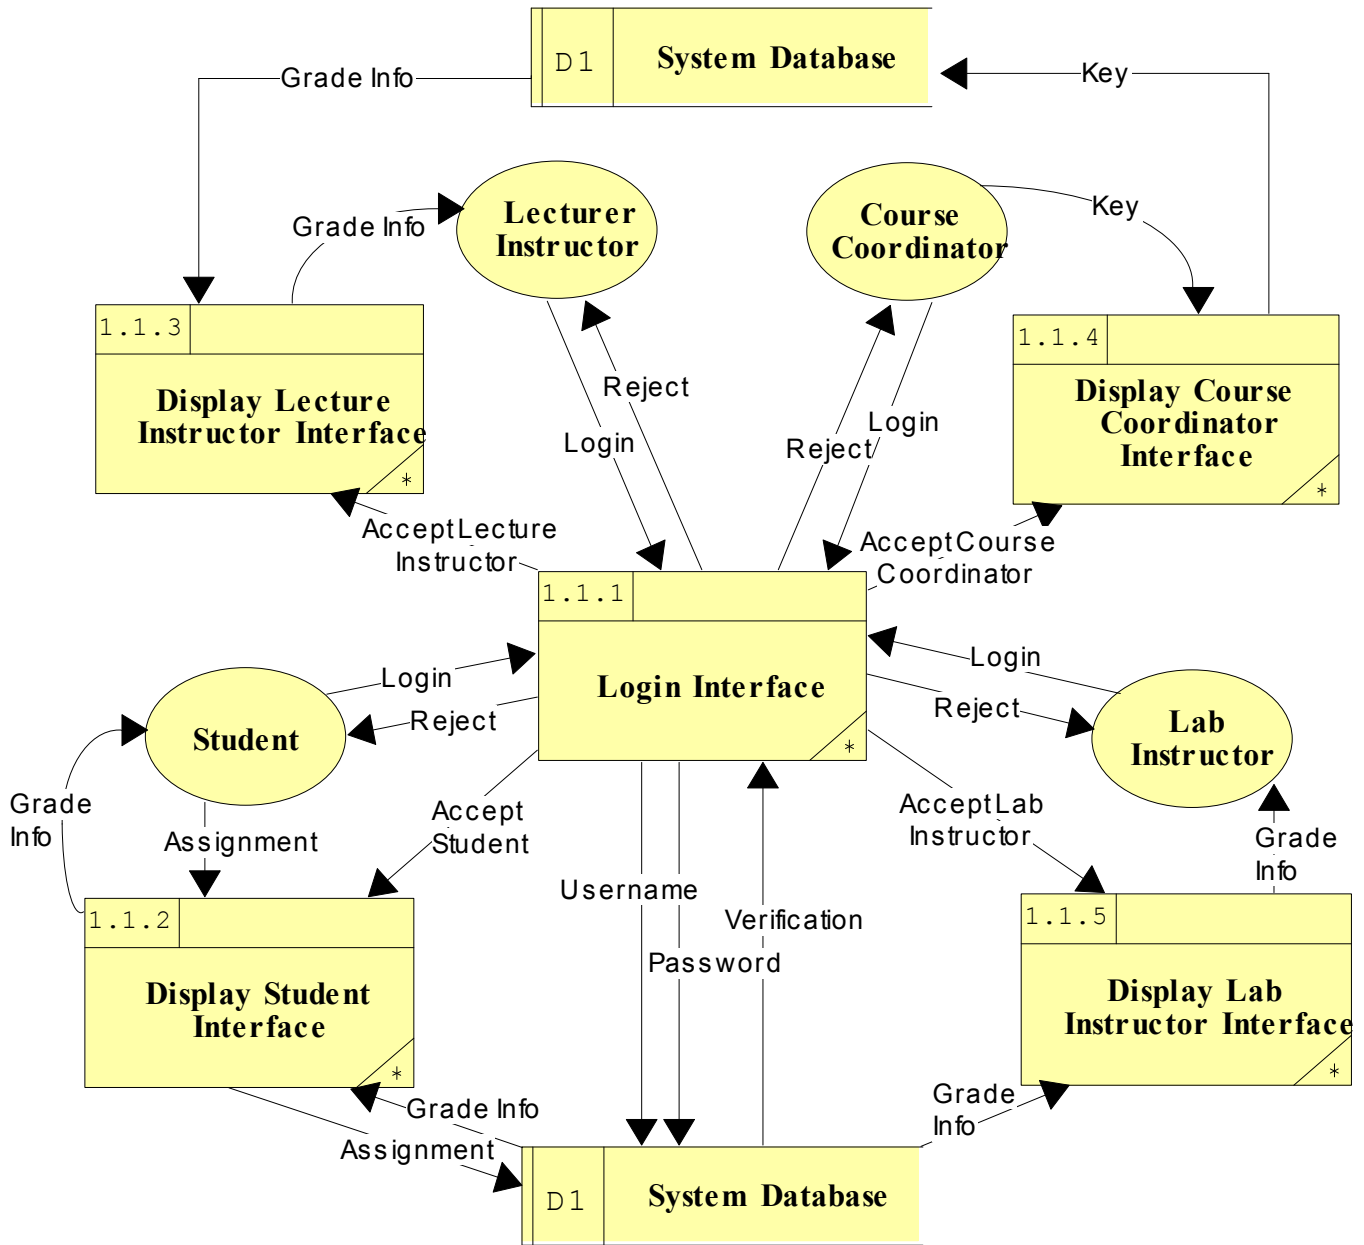 D1
System Database
Grade Info
Key
Lecturer
Instructor
Course
Coordinator
Grade Info
Key
1.1.3
Display Lecture
Instructor Interface
*
1.1.4
Display Course
Coordinator
Interface
*
Reject
Login
Login
Reject
Accept Lecture
Instructor
Accept Course
Coordinator
1.1.1
Login Interface
*
Login
Reject
Login
Reject
Student
Lab
Instructor
Grade
Info
Assignment
Accept
Student
Accept Lab
Instructor
Grade
Info
Username
Verification
Password
1.1.2
Display Student
Interface
*
1.1.5
Display Lab
Instructor Interface
*
Grade Info
Assignment
Grade
Info
D1
System Database